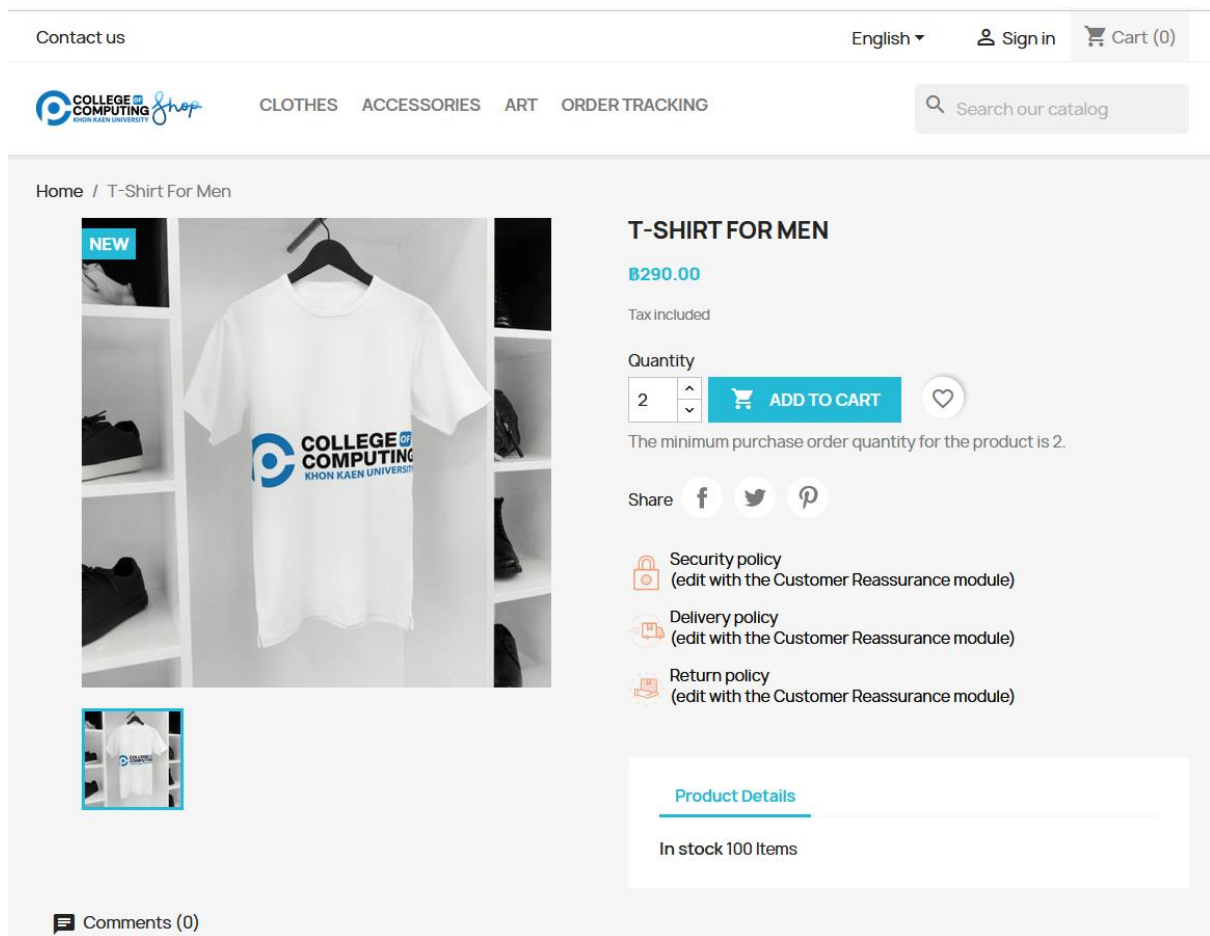 Contact us
English
Sign in
Cart (0)
COLLEGE OF
COMPUTING
KHON KAEN UNIVERSITY
Shop
CLOTHES
ACCESSORIES
ART
ORDER TRACKING
Search our catalog
Home / T-Shirt For Men
NEW
COLLEGE OF
COMPUTING
KHON KAEN UNIVERSITY
T-SHIRT FOR MEN
฿290.00
Tax included
Quantity
2
ADD TO CART
The minimum purchase order quantity for the product is 2.
Share
Security policy
(edit with the Customer Reassurance module)
Delivery policy
(edit with the Customer Reassurance module)
Return policy
(edit with the Customer Reassurance module)
COLLEGE OF
COMPUTING
Product Details
In stock 100 Items
Comments (0)